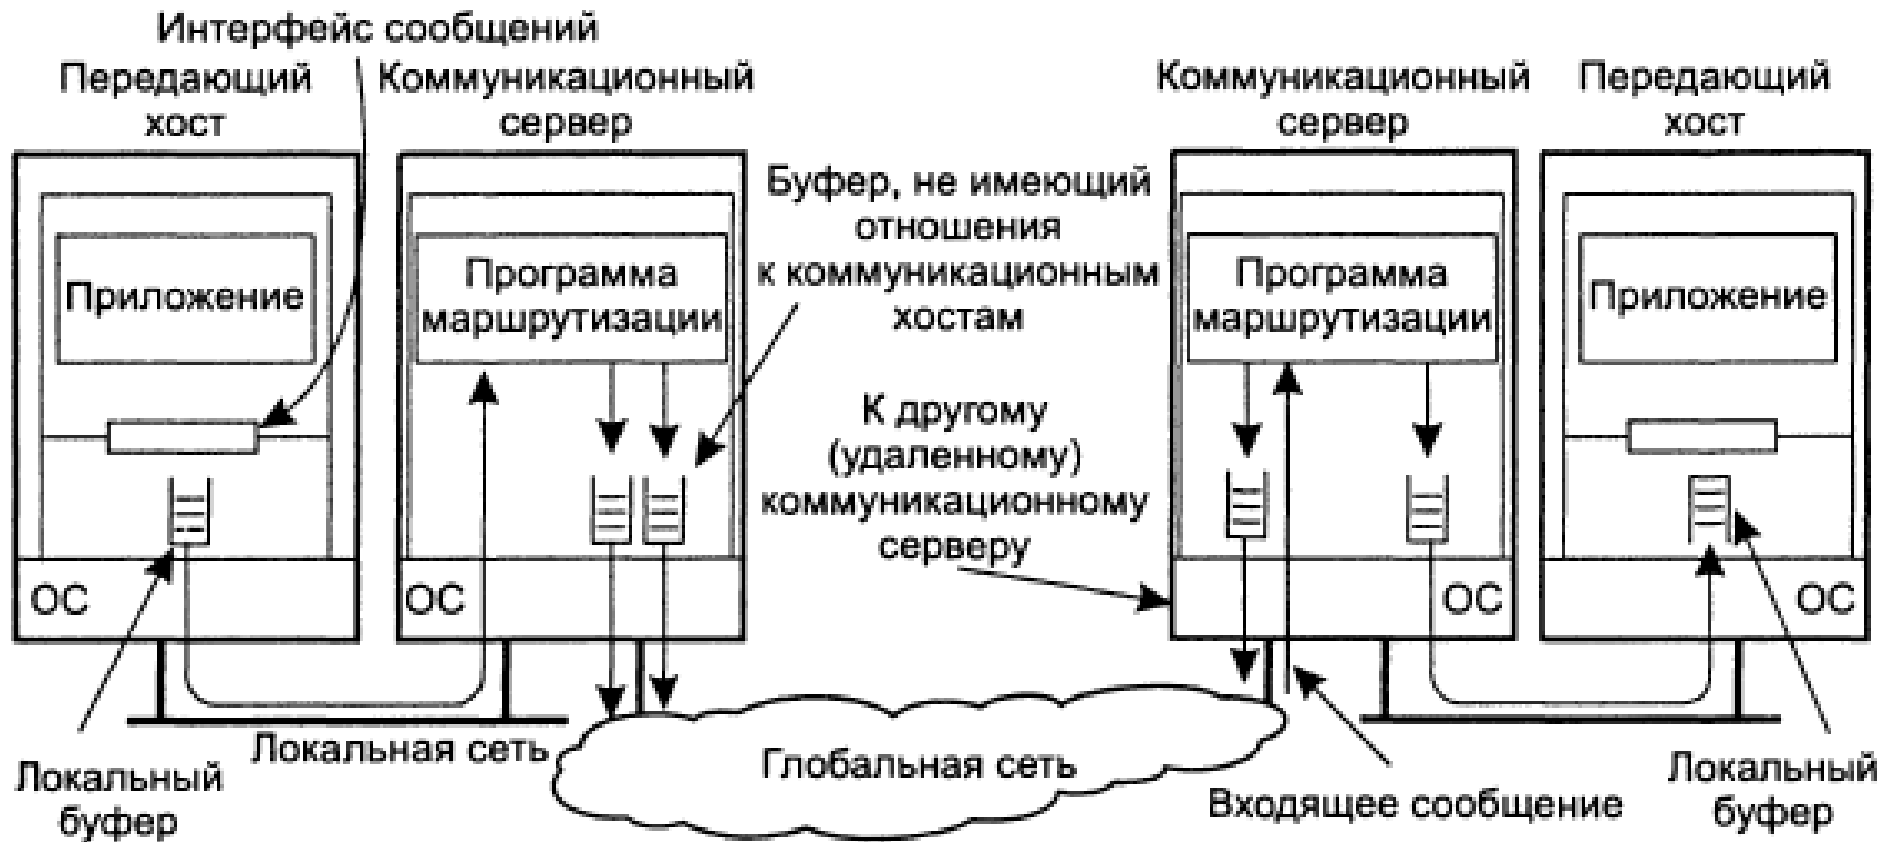 Интерфейс сообщений
Передающий
хост
Коммуникационный
сервер
Коммуникационный
сервер
Передающий
хост
Буфер, не имеющий
отношения
к коммуникационным
хостам
Приложение
Программа
маршрутизации
Программа
маршрутизации
Приложение
К другому
(удаленному)
коммуникационному
серверу
ОС
ОС
ОС
ОС
Локальная сеть
Глобальная сеть
Локальный
буфер
Входящее сообщение
Локальный
буфер